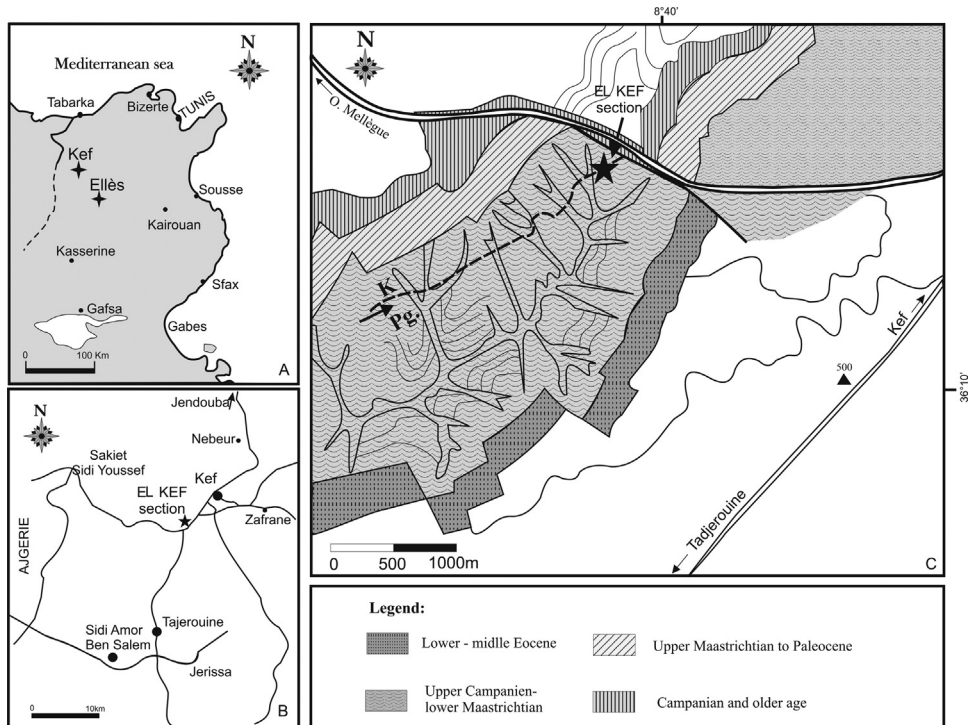 N
Mediterranean sea
Tabarka
Bizerte
TUNIS
Kef
Ellès
Sousse
Kairouan
Kasserine
Sfax
Gafsa
Gabes
0 100 Km
A
N
Jendouba
Nebeur
Sakiet
Sidi Youssef
Kef
EL KEF
section
Zafrane
AJGERIE
Sidi Amor
Ben Salem
Tajerouine
Jerissa
0 10km
B
8°40'
N
O. Mellègue
EL KEF
section
K
Pg.
Kef
500
36°10'
Tadjerouine
0 500 1000m
C
Legend:
Lower - midlle Eocene
Upper Maastrichtian to Paleocene
Upper Campanien-
lower Maastrichtian
Campanian and older age